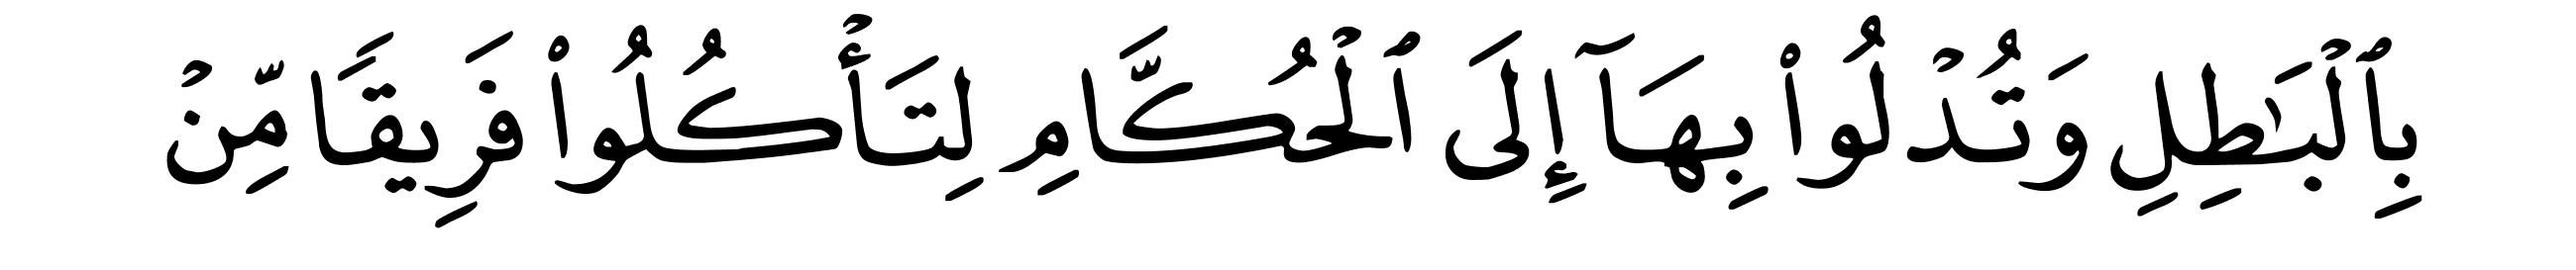 بِٱلْبَـٰطِلِ وَتُدْلُوا۟ بِهَآ إِلَى ٱلْحُكَّامِ لِتَأْكُلُوا۟ فَرِيقًا مِّنْ